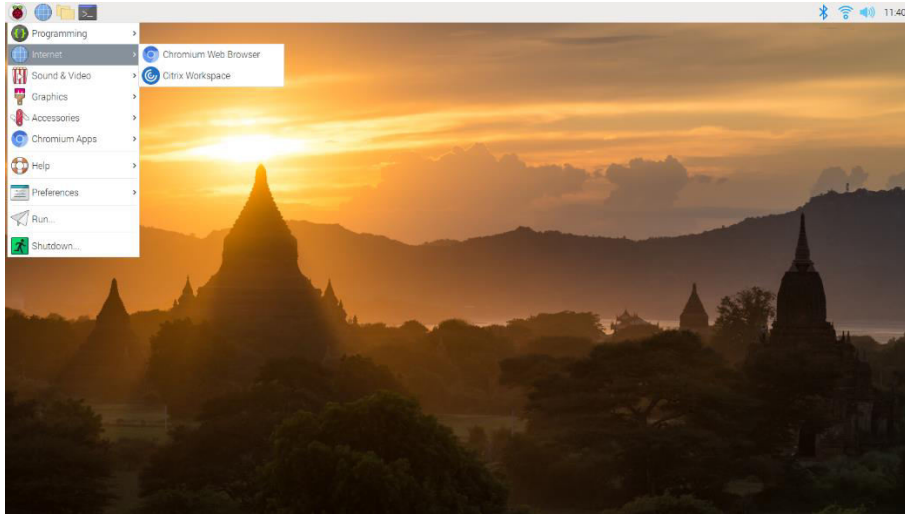 11:40
Programming
Internet
Chromium Web Browser
Sound & Video
Citrix Workspace
Graphics
Accessories
Chromium Apps
Help
Preferences
Run...
Shutdown...